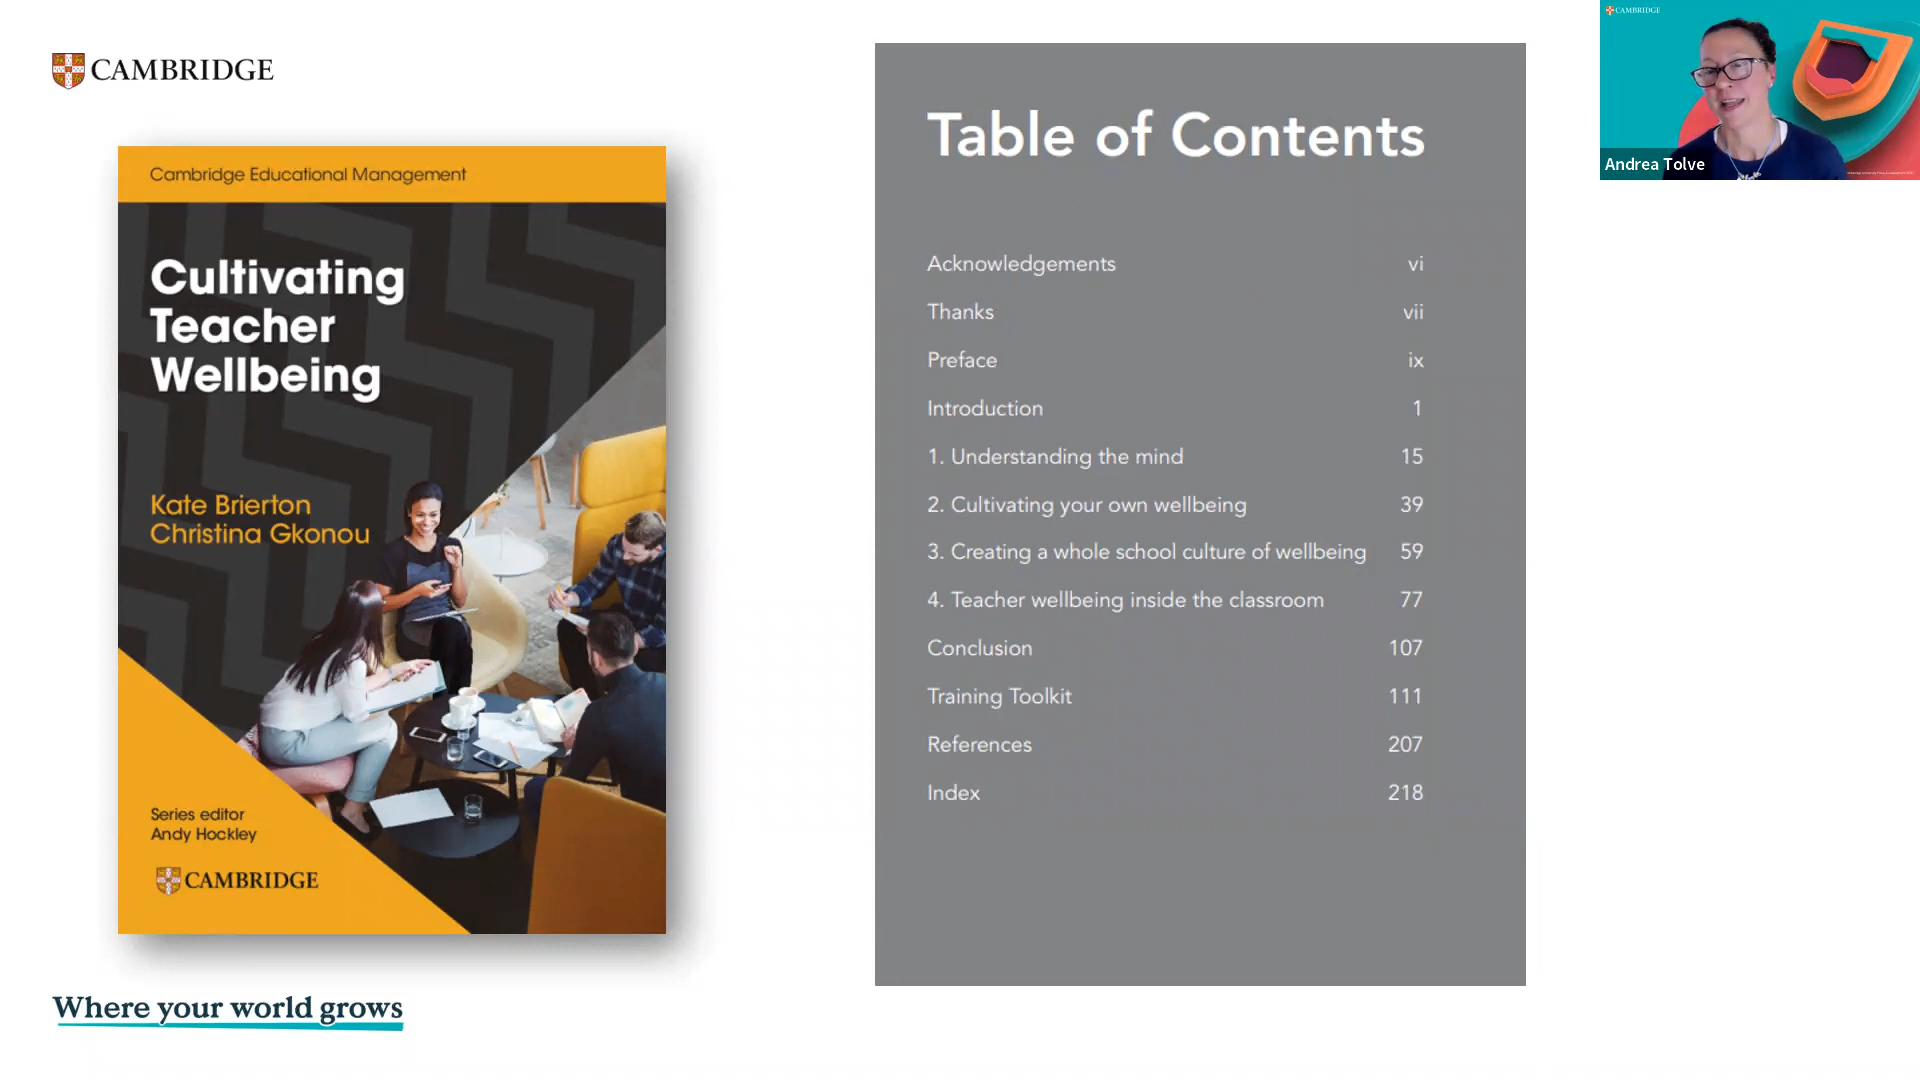 CAMBRIDGE
Cambridge Educational Management
Cultivating
Teacher
Wellbeing
Kate Brierton
Christina Gkonou
Series editor
Andy Hockley
CAMBRIDGE
Where your world grows
Table of Contents
Acknowledgements vi
Thanks vii
Preface ix
Introduction 1
1. Understanding the mind 15
2. Cultivating your own wellbeing 39
3. Creating a whole school culture of wellbeing 59
4. Teacher wellbeing inside the classroom 77
Conclusion 107
Training Toolkit 111
References 207
Index 218
CAMBRIDGE
Andrea Tolve